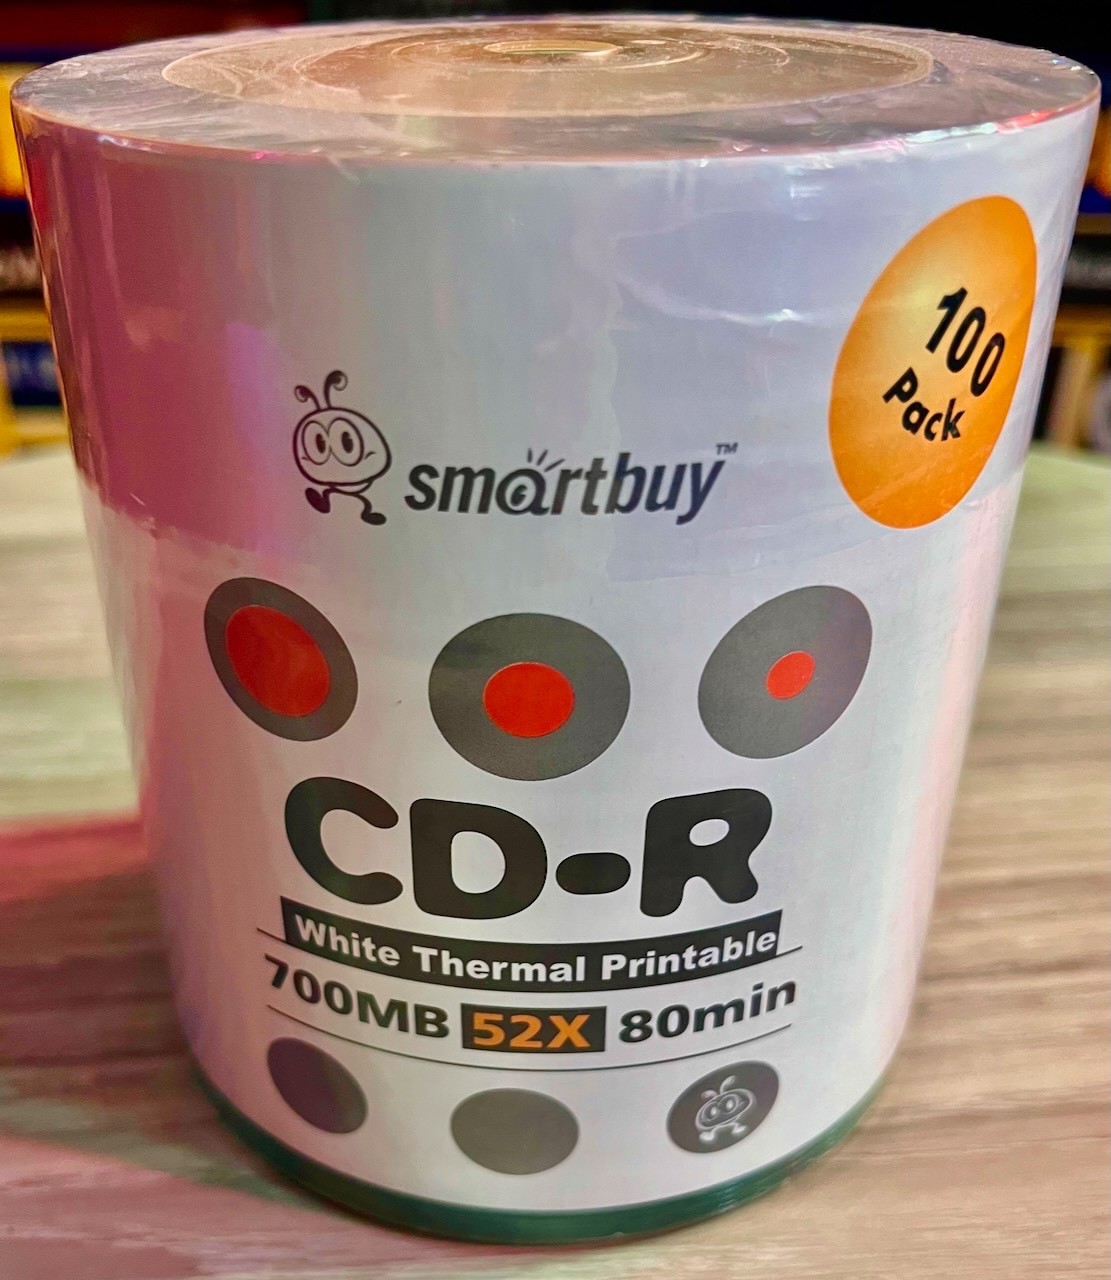 100
Pack
smartbuy™
CD-R
White Thermal Printable
700MB 52X 80min